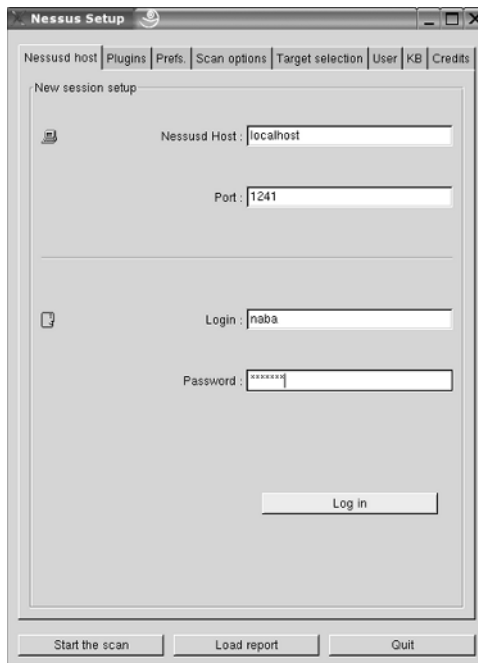 Nessus Setup
Nessusd host Plugins Prefs. Scan options Target selection User KB Credits
New session setup
Nessusd Host : localhost
Port : 1241
Login : naba
Password : *******
Log in
Start the scan Load report Quit